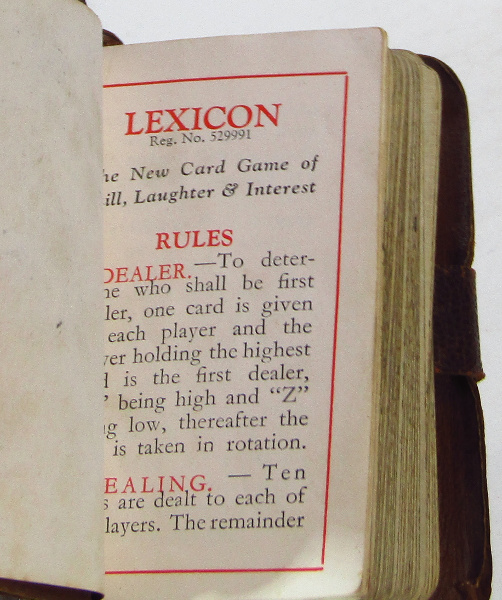 LEXICON
Reg. No. 529991
he New Card Game of
ill, Laughter & Interest
RULES
DEALER.—To deter-
ne who shall be first
ler, one card is given
each player and the
yer holding the highest
d is the first dealer,
" being high and “Z”
ng low, thereafter the
is taken in rotation.
EALING. — Ten
s are dealt to each of
layers. The remainder